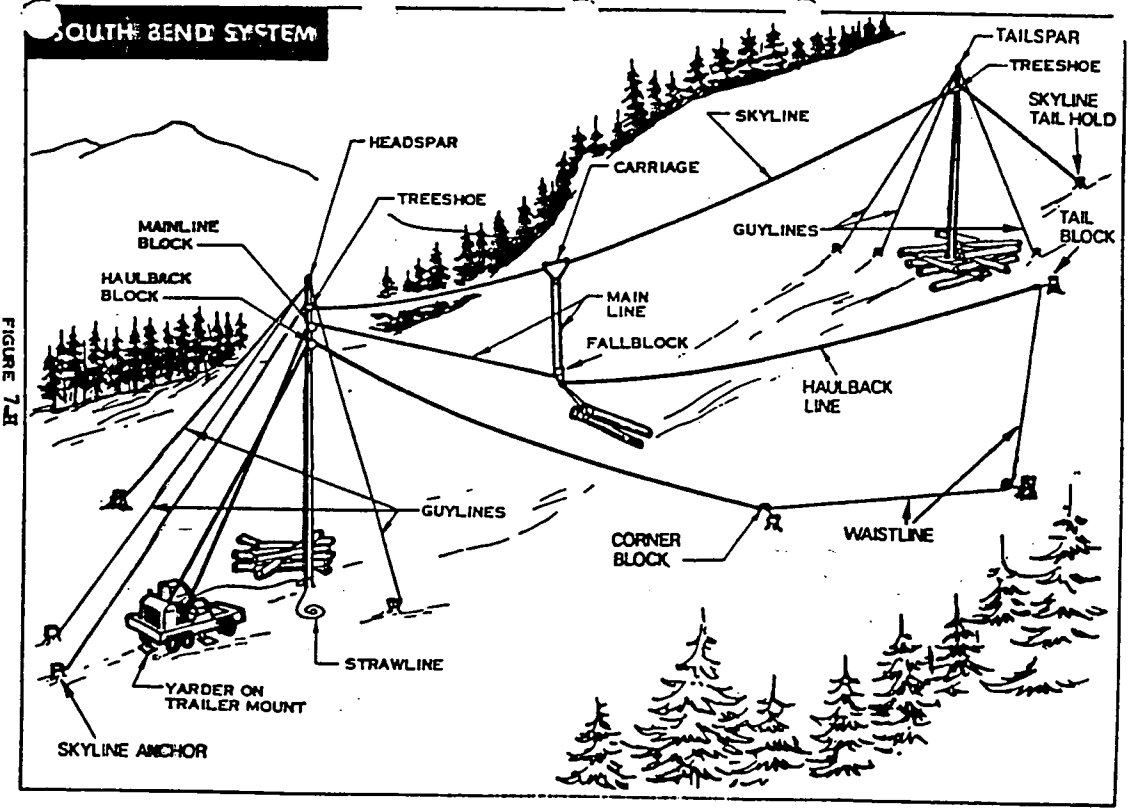 SOUTH BEND SYSTEM
TAILSPAR
TREESHOE
SKYLINE
TAIL HOLD
SKYLINE
HEADSPAR
CARRIAGE
TREESHOE
MAINLINE
BLOCK
GUYLINES
TAIL
BLOCK
HAULBACK
BLOCK
MAIN
LINE
FALLBLOCK
HAULBACK
LINE
GUYLINES
CORNER
BLOCK
WAISTLINE
STRAWLINE
YARDER ON
TRAILER MOUNT
SKYLINE ANCHOR